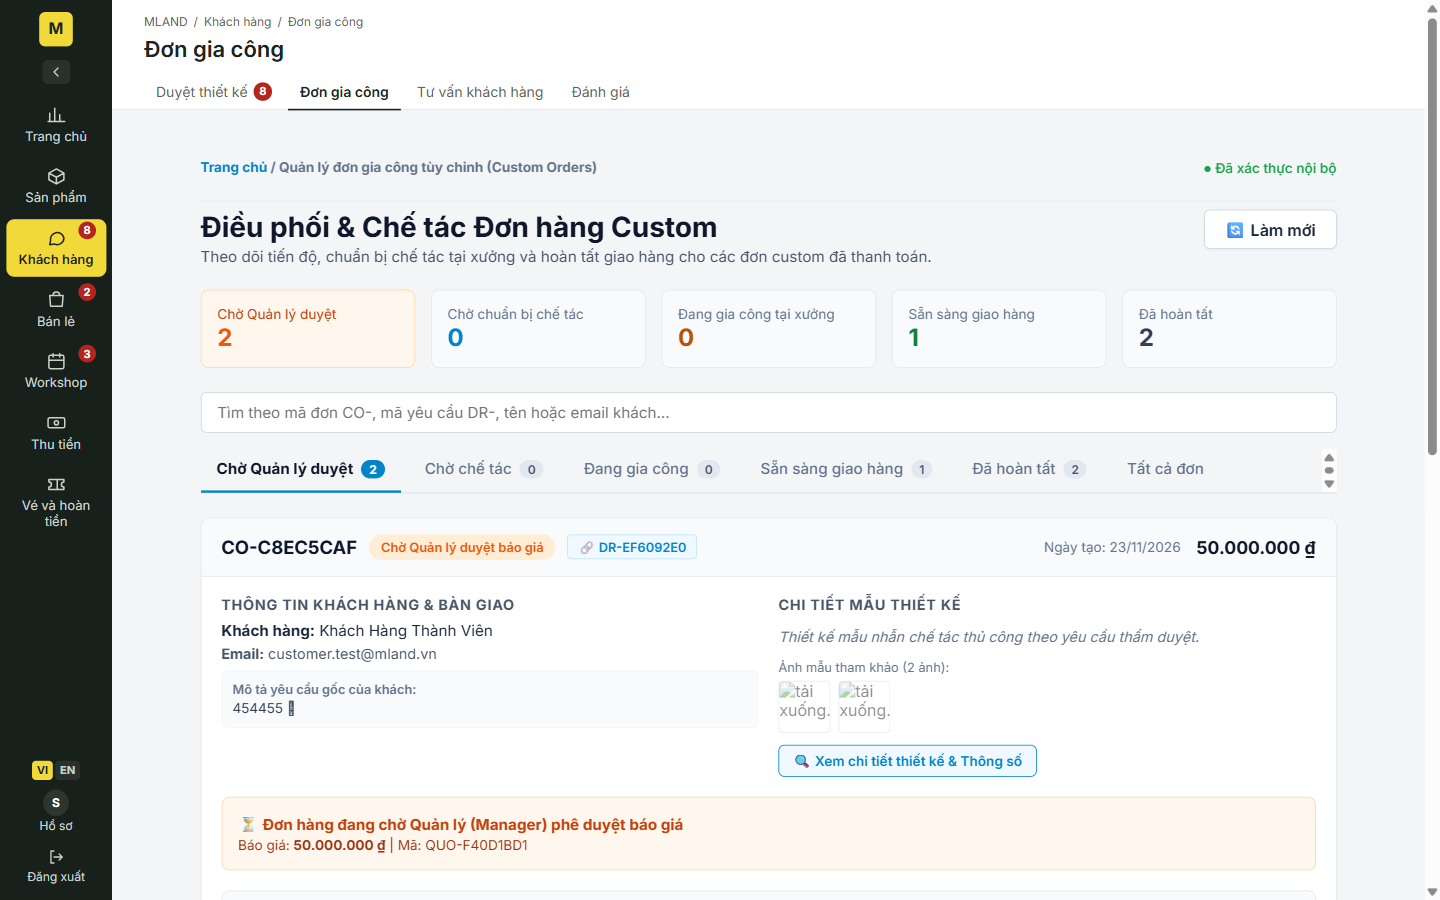 M
Trang chủ
Sản phẩm
8
Khách hàng
2
Bán lẻ
3
Workshop
Thu tiền
Vé và hoàn
tiền
VI EN
S
Hồ sơ
Đăng xuất
MLAND / Khách hàng / Đơn gia công
Đơn gia công
Duyệt thiết kế 8 Đơn gia công Tư vấn khách hàng Đánh giá
Trang chủ / Quản lý đơn gia công tùy chỉnh (Custom Orders)
● Đã xác thực nội bộ
Điều phối & Chế tác Đơn hàng Custom
Theo dõi tiến độ, chuẩn bị chế tác tại xưởng và hoàn tất giao hàng cho các đơn custom đã thanh toán.
Làm mới
Chờ Quản lý duyệt
2
Chờ chuẩn bị chế tác
0
Đang gia công tại xưởng
0
Sẵn sàng giao hàng
1
Đã hoàn tất
2
Tìm theo mã đơn CO-, mã yêu cầu DR-, tên hoặc email khách...
Chờ Quản lý duyệt 2 Chờ chế tác 0 Đang gia công 0 Sẵn sàng giao hàng 1 Đã hoàn tất 2 Tất cả đơn
CO-C8EC5CAF Chờ Quản lý duyệt báo giá DR-EF6092E0 Ngày tạo: 23/11/2026 50.000.000 ₫
THÔNG TIN KHÁCH HÀNG & BÀN GIAO
Khách hàng: Khách Hàng Thành Viên
Email: customer.test@mland.vn
Mô tả yêu cầu gốc của khách:
454455
CHI TIẾT MẪU THIẾT KẾ
Thiết kế mẫu nhẫn chế tác thủ công theo yêu cầu thẩm duyệt.
Ảnh mẫu tham khảo (2 ảnh):
tải xuống.
tải xuống.
Xem chi tiết thiết kế & Thông số
Đơn hàng đang chờ Quản lý (Manager) phê duyệt báo giá
Báo giá: 50.000.000 ₫ | Mã: QUO-F40D1BD1